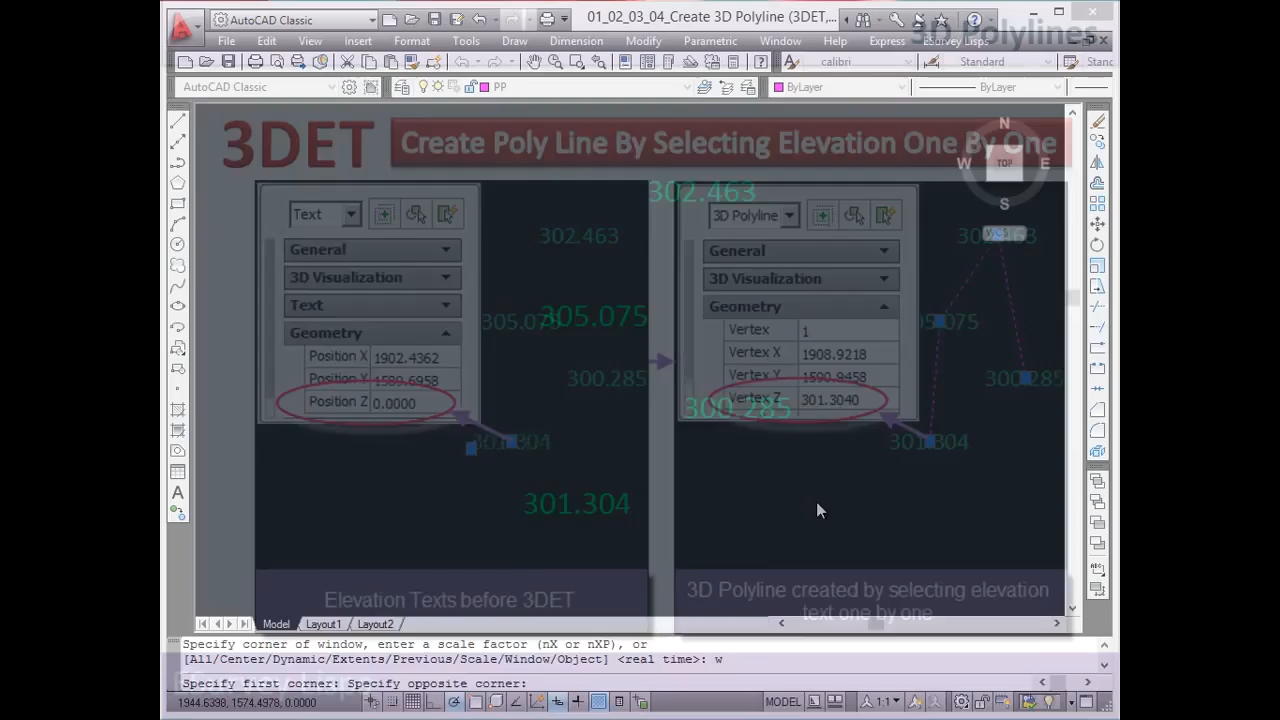 AutoCAD Classic
01_02_03_04_Create 3D Polyline (3DET,...
3D Polylines
File Edit View Insert Format Tools Draw Dimension Modify Parametric Window Help Express ESurvey Lisps
calibri Standard Stanc
AutoCAD Classic PP ByLayer ByLayer
3DET Create Poly Line By Selecting Elevation One By One
N
W TOP E
S
302.463
Text 3D Polyline
302.463 302.463
General General
3D Visualization 3D Visualization
Text Geometry
305.075 305.075
Geometry Vertex 1
Position X 1902.4362 Vertex X 1908.9218
Position Y 1589.6958 Vertex Y 1590.9458
300.285 300.285
Position Z 0.0000 Vertex Z 301.3040
300.285
301.304 301.304
301.304
Elevation Texts before 3DET
3D Polyline created by selecting elevation
text one by one
Model Layout1 Layout2
Specify corner of window, enter a scale factor (nX or nXP), or
[All/Center/Dynamic/Extents/Previous/Scale/Window/Object] <real time>: w
Specify first corner: Specify opposite corner:
1944.6398, 1574.4978, 0.0000 MODEL 1:1